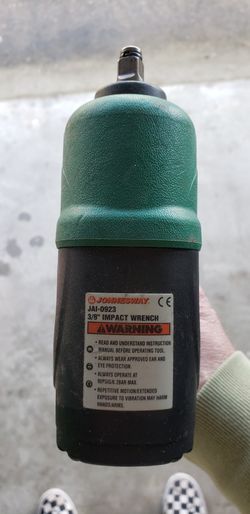 JOHNESWAY CE
JAI-0923
3/8" IMPACT WRENCH
WARNING
• READ AND UNDERSTAND INSTRUCTION
MANUAL BEFORE OPERATING TOOL.
• ALWAYS WEAR APPROVED EAR AND
EYE PROTECTION.
• ALWAYS OPERATE AT
90PSIG/6.2BAR MAX.
• REPETITIVE MOTION/EXTENDED
EXPOSURE TO VIBRATION MAY HARM
HANDS/ARMS.